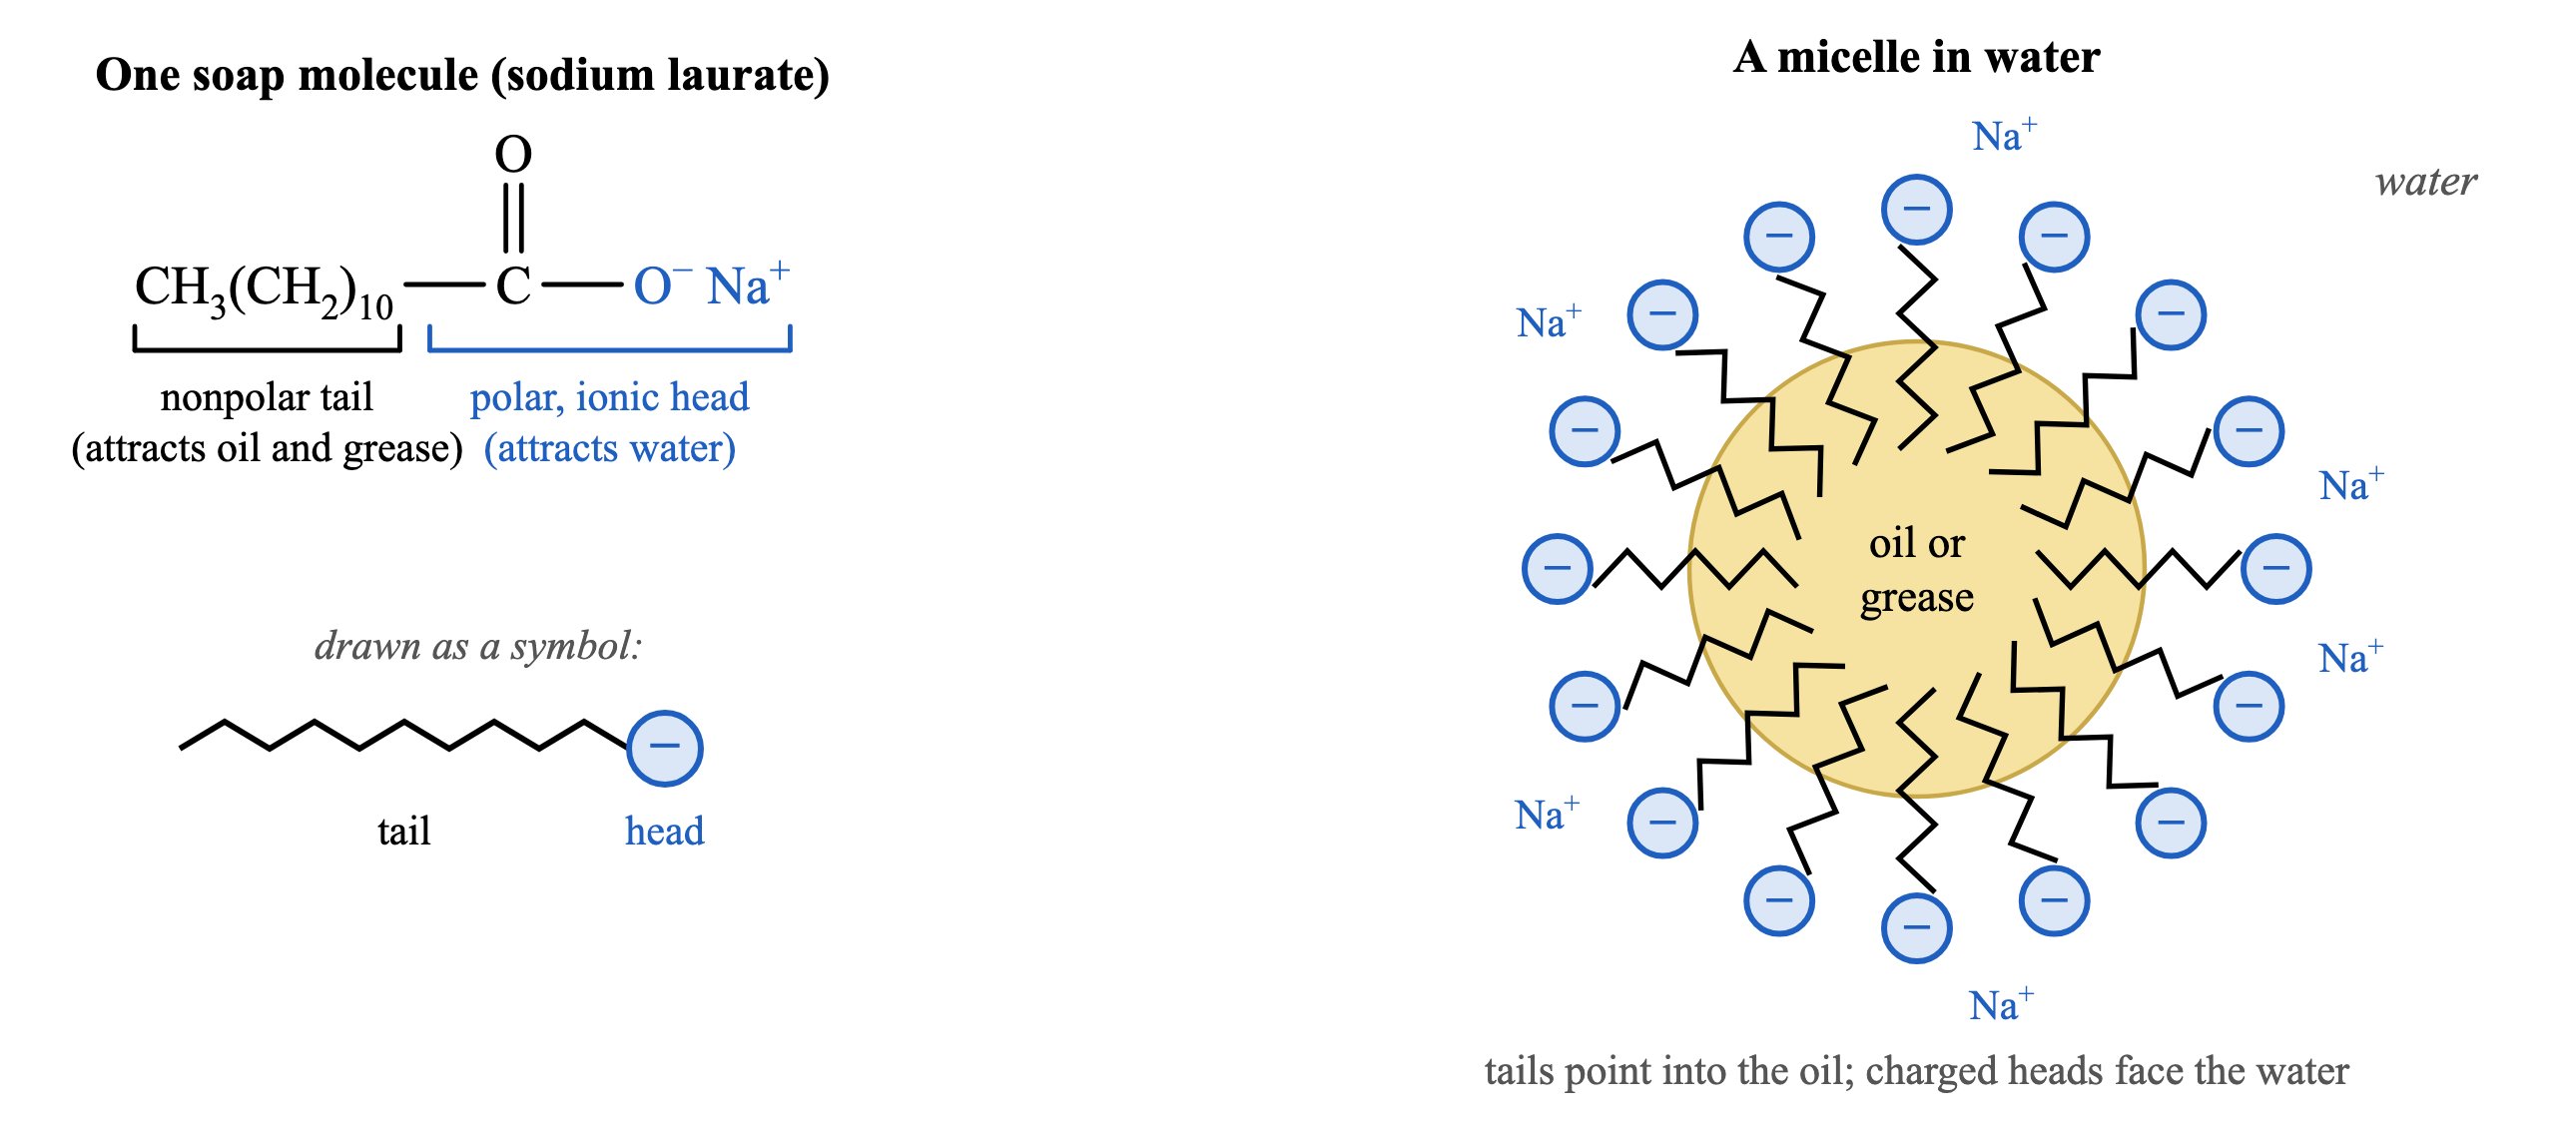 One soap molecule (sodium laurate)
O
CH₃(CH₂)₁₀ C O⁻ Na⁺
nonpolar tail
(attracts oil and grease)
polar, ionic head
(attracts water)
drawn as a symbol:
−
tail
head
A micelle in water
water
Na⁺
− − −
Na⁺ − −
− −
Na⁺
oil or
grease
− −
Na⁺
− −
Na⁺ − −
− − −
Na⁺
tails point into the oil; charged heads face the water